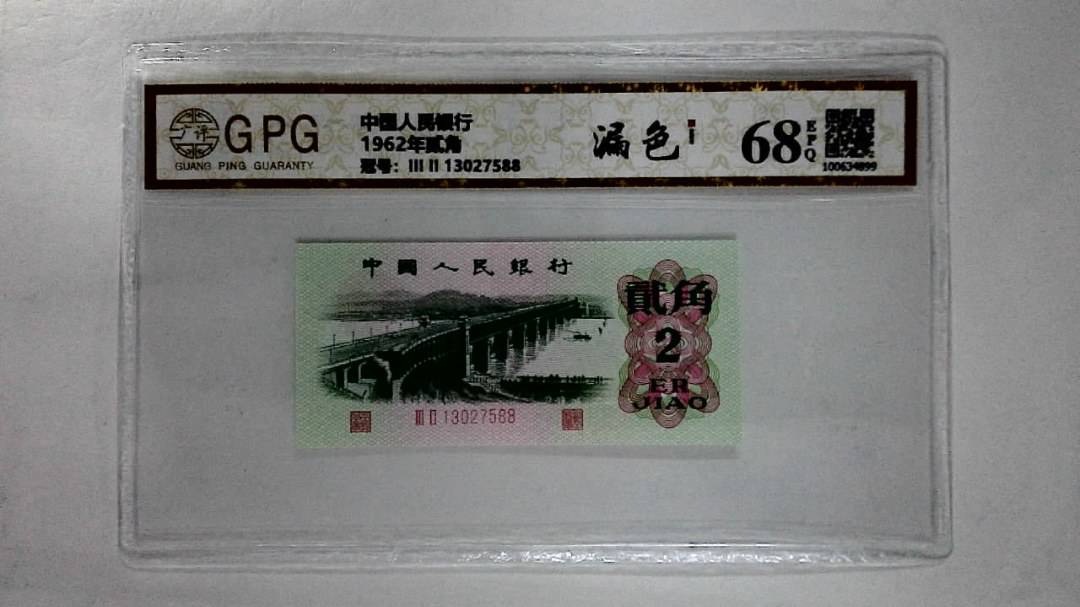 广评
GPG
GUANG PING GUARANTY
中国人民银行
1962年贰角
冠号: III II 13027588
漏色
68
EPQ
100634899
中國人民銀行
貳角
2
ER
JIAO
III II 13027588